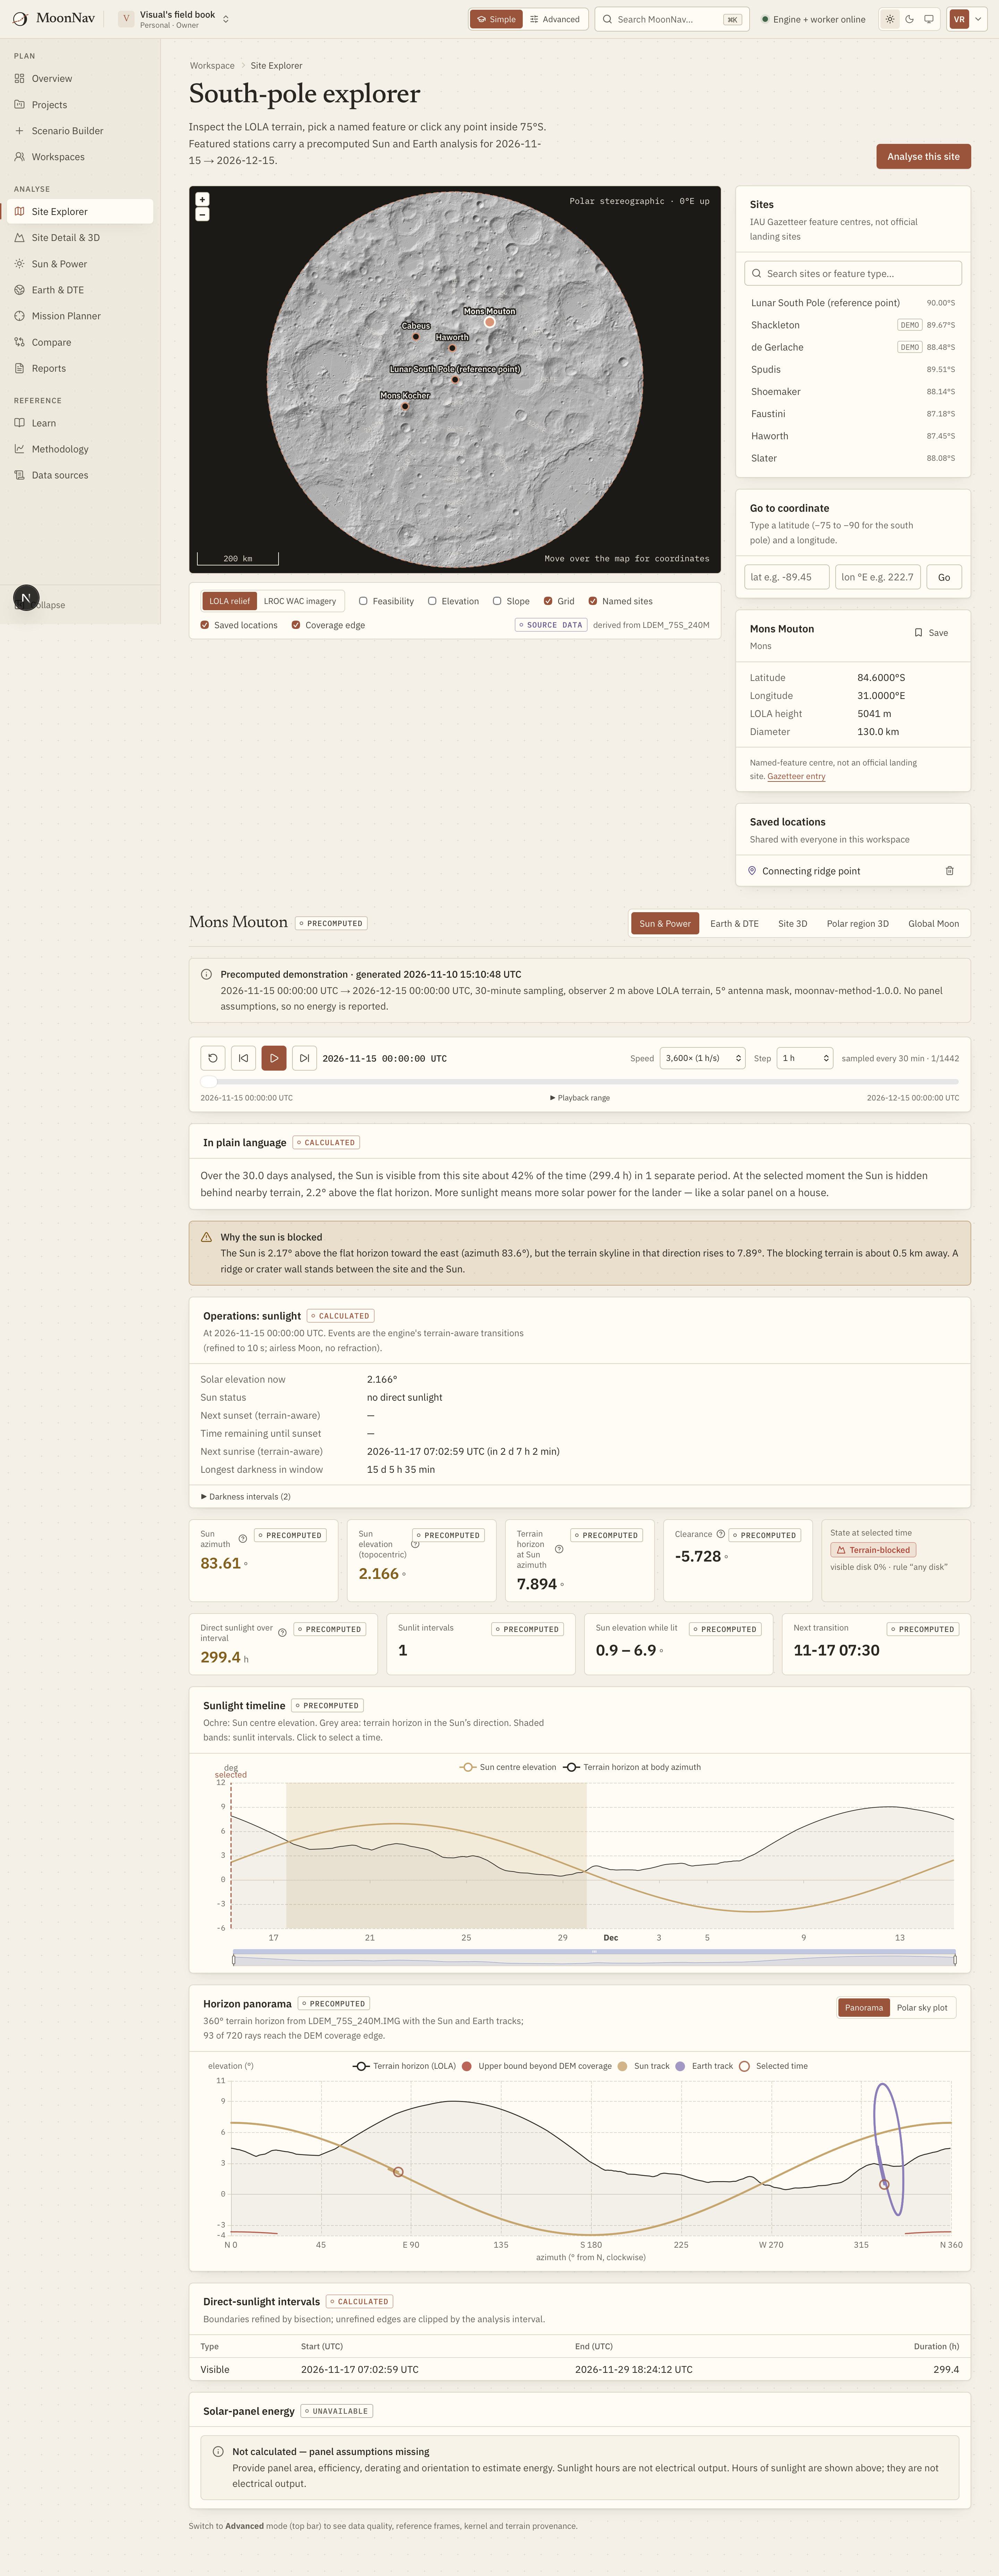 MoonNav
V
Visual's field book
Personal · Owner
Simple
Advanced
Search MoonNav...
⌘K
Engine + worker online
VR
PLAN
Overview
Projects
Scenario Builder
Workspaces
ANALYSE
Site Explorer
Site Detail & 3D
Sun & Power
Earth & DTE
Mission Planner
Compare
Reports
REFERENCE
Learn
Methodology
Data sources
N
Workspace
Site Explorer
South-pole explorer
Inspect the LOLA terrain, pick a named feature or click any point inside 75°S.
Featured stations carry a precomputed Sun and Earth analysis for 2026-11-
15 → 2026-12-15.
Analyse this site
+
−
Polar stereographic · 0°E up
Mons Mouton
Cabeus
Haworth
Lunar South Pole (reference point)
Mons Kocher
200 km
Move over the map for coordinates
LOLA relief
LROC WAC imagery
Feasibility
Elevation
Slope
Grid
Named sites
Saved locations
Coverage edge
SOURCE DATA
derived from LDEM_75S_240M
Sites
IAU Gazetteer feature centres, not official
landing sites
Search sites or feature type...
Lunar South Pole (reference point) 90.00°S
Shackleton DEMO 89.67°S
de Gerlache DEMO 88.48°S
Spudis 89.51°S
Shoemaker 88.14°S
Faustini 87.18°S
Haworth 87.45°S
Slater 88.08°S
Go to coordinate
Type a latitude (−75 to −90 for the south
pole) and a longitude.
lat e.g. -89.45
lon °E e.g. 222.7
Go
Mons Mouton
Save
Mons
Latitude 84.6000°S
Longitude 31.0000°E
LOLA height 5041 m
Diameter 130.0 km
Named-feature centre, not an official landing
site. Gazetteer entry
Saved locations
Shared with everyone in this workspace
Connecting ridge point
Mons Mouton
PRECOMPUTED
Sun & Power
Earth & DTE
Site 3D
Polar region 3D
Global Moon
Precomputed demonstration · generated 2026-11-10 15:10:48 UTC
2026-11-15 00:00:00 UTC → 2026-12-15 00:00:00 UTC, 30-minute sampling, observer 2 m above LOLA terrain, 5° antenna mask, moonnav-method-1.0.0. No panel
assumptions, so no energy is reported.
2026-11-15 00:00:00 UTC
Speed 3,600× (1 h/s)
Step 1 h
sampled every 30 min · 1/1442
2026-11-15 00:00:00 UTC
Playback range
2026-12-15 00:00:00 UTC
In plain language
CALCULATED
Over the 30.0 days analysed, the Sun is visible from this site about 42% of the time (299.4 h) in 1 separate period. At the selected moment the Sun is hidden
behind nearby terrain, 2.2° above the flat horizon. More sunlight means more solar power for the lander — like a solar panel on a house.
Why the sun is blocked
The Sun is 2.17° above the flat horizon toward the east (azimuth 83.6°), but the terrain skyline in that direction rises to 7.89°. The blocking terrain is about 0.5 km away. A
ridge or crater wall stands between the site and the Sun.
Operations: sunlight
CALCULATED
At 2026-11-15 00:00:00 UTC. Events are the engine's terrain-aware transitions
(refined to 10 s; airless Moon, no refraction).
Solar elevation now 2.166°
Sun status no direct sunlight
Next sunset (terrain-aware) —
Time remaining until sunset —
Next sunrise (terrain-aware) 2026-11-17 07:02:59 UTC (in 2 d 7 h 2 min)
Longest darkness in window 15 d 5 h 35 min
Darkness intervals (2)
Sun
azimuth
PRECOMPUTED
83.61 °
Sun
elevation
(topocentric)
PRECOMPUTED
2.166 °
Terrain
horizon
at Sun
azimuth
PRECOMPUTED
7.894 °
Clearance
PRECOMPUTED
-5.728 °
State at selected time
Terrain-blocked
visible disk 0% · rule "any disk"
Direct sunlight over
interval
PRECOMPUTED
299.4 h
Sunlit intervals
PRECOMPUTED
1
Sun elevation while lit
PRECOMPUTED
0.9 – 6.9 °
Next transition
PRECOMPUTED
11-17 07:30
Sunlight timeline
PRECOMPUTED
Ochre: Sun centre elevation. Grey area: terrain horizon in the Sun's direction. Shaded
bands: sunlit intervals. Click to select a time.
deg
selected
Sun centre elevation
Terrain horizon at body azimuth
12
9
6
3
0
-3
-6
17 21 25 29 Dec 3 5 9 13
Horizon panorama
PRECOMPUTED
360° terrain horizon from LDEM_75S_240M.IMG with the Sun and Earth tracks;
93 of 720 rays reach the DEM coverage edge.
Panorama
Polar sky plot
elevation (°)
Terrain horizon (LOLA)
Upper bound beyond DEM coverage
Sun track
Earth track
Selected time
11
9
6
3
0
-3
-4
N 0 45 E 90 135 S 180 225 W 270 315 N 360
azimuth (° from N, clockwise)
Direct-sunlight intervals
CALCULATED
Boundaries refined by bisection; unrefined edges are clipped by the analysis interval.
Type Start (UTC) End (UTC) Duration (h)
Visible 2026-11-17 07:02:59 UTC 2026-11-29 18:24:12 UTC 299.4
Solar-panel energy
UNAVAILABLE
Not calculated — panel assumptions missing
Provide panel area, efficiency, derating and orientation to estimate energy. Sunlight hours are not electrical output. Hours of sunlight are shown above; they are not
electrical output.
Switch to Advanced mode (top bar) to see data quality, reference frames, kernel and terrain provenance.